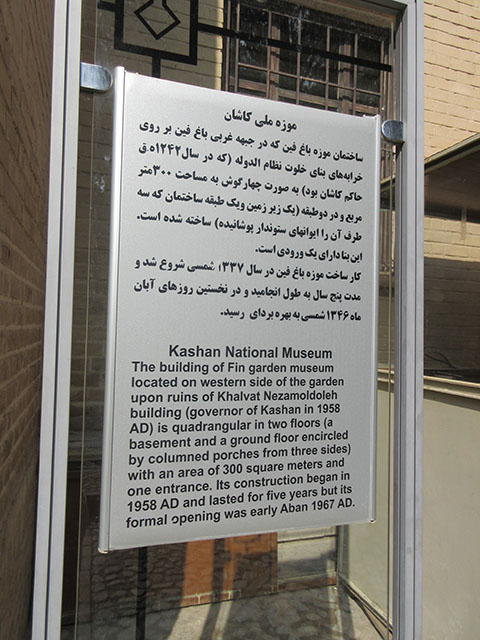 موزه ملی کاشان
ساختمان موزه باغ فین که در جبهه غربی باغ فین بر روی
خرابه‌های بنای خلوت نظام الدوله (که در سال ۱۲۴۲ه.ق
حاکم کاشان بود) به صورت چهارگوش به مساحت ۳۰۰متر
مربع و در دوطبقه (یک زیر زمین ویک طبقه ساختمان که سه
طرف آن را ایوانهای ستوندار پوشانیده) ساخته شده است.
این بنا دارای یک ورودی است.
کار ساخت موزه باغ فین در سال ۱۳۳۷ شمسی شروع شد و
مدت پنج سال به طول انجامید و در نخستین روزهای آبان
ماه ۱۳۴۶ شمسی به بهره بردای رسید.
Kashan National Museum
The building of Fin garden museum
located on western side of the garden
upon ruins of Khalvat Nezamoldoleh
building (governor of Kashan in 1958
AD) is quadrangular in two floors (a
basement and a ground floor encircled
by columned porches from three sides)
with an area of 300 square meters and
one entrance. Its construction began in
1958 AD and lasted for five years but its
formal opening was early Aban 1967 AD.